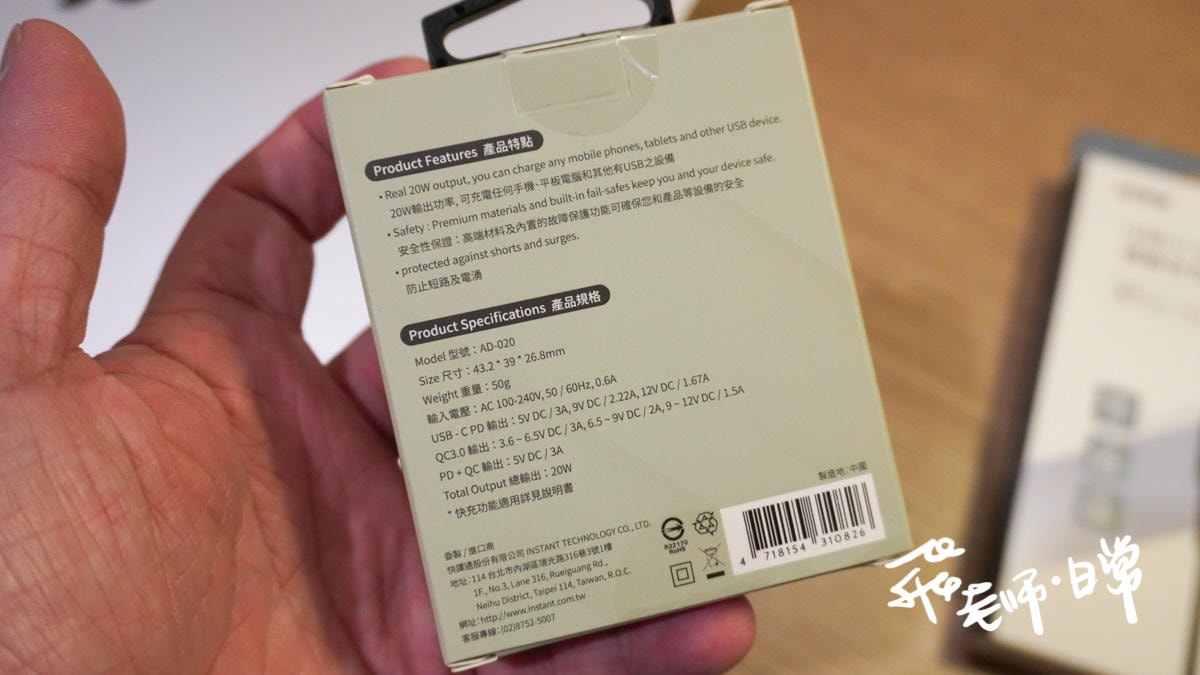 Product Features 產品特點
• Real 20W output, you can charge any mobile phones, tablets and other USB device.
20W輸出功率, 可充電任何手機、平板電腦和其他有USB之設備
• Safety : Premium materials and built-in fail-safes keep you and your device safe.
安全性保證：高端材料及內置的故障保護功能可確保您和產品等設備的安全
• protected against shorts and surges.
防止短路及電湧
Product Specifications 產品規格
Model 型號：AD-020
Size 尺寸：43.2 * 39 * 26.8mm
Weight 重量：50g
輸入電壓：AC 100-240V, 50 / 60Hz, 0.6A
USB - C PD 輸出：5V DC / 3A, 9V DC / 2.22A, 12V DC / 1.67A
QC3.0 輸出：3.6 ~ 6.5V DC / 3A, 6.5 ~ 9V DC / 2A, 9 ~ 12V DC / 1.5A
PD + QC 輸出：5V DC / 3A
Total Output 總輸出：20W
* 快充功能適用詳見說明書
製造地：中國
委製 / 進口商
快譯通股份有限公司 INSTANT TECHNOLOGY CO., LTD.
地址：114 台北市內湖區瑞光路316巷3號1樓
1F., No.3, Lane 316, Rueiguang Rd.,
Neihu District, Taipei 114, Taiwan, R.O.C.
網址：http://www.instant.com.tw
客服專線：(02)8752-5007
R32170
RoHS
4 718154 310826
老師·日常